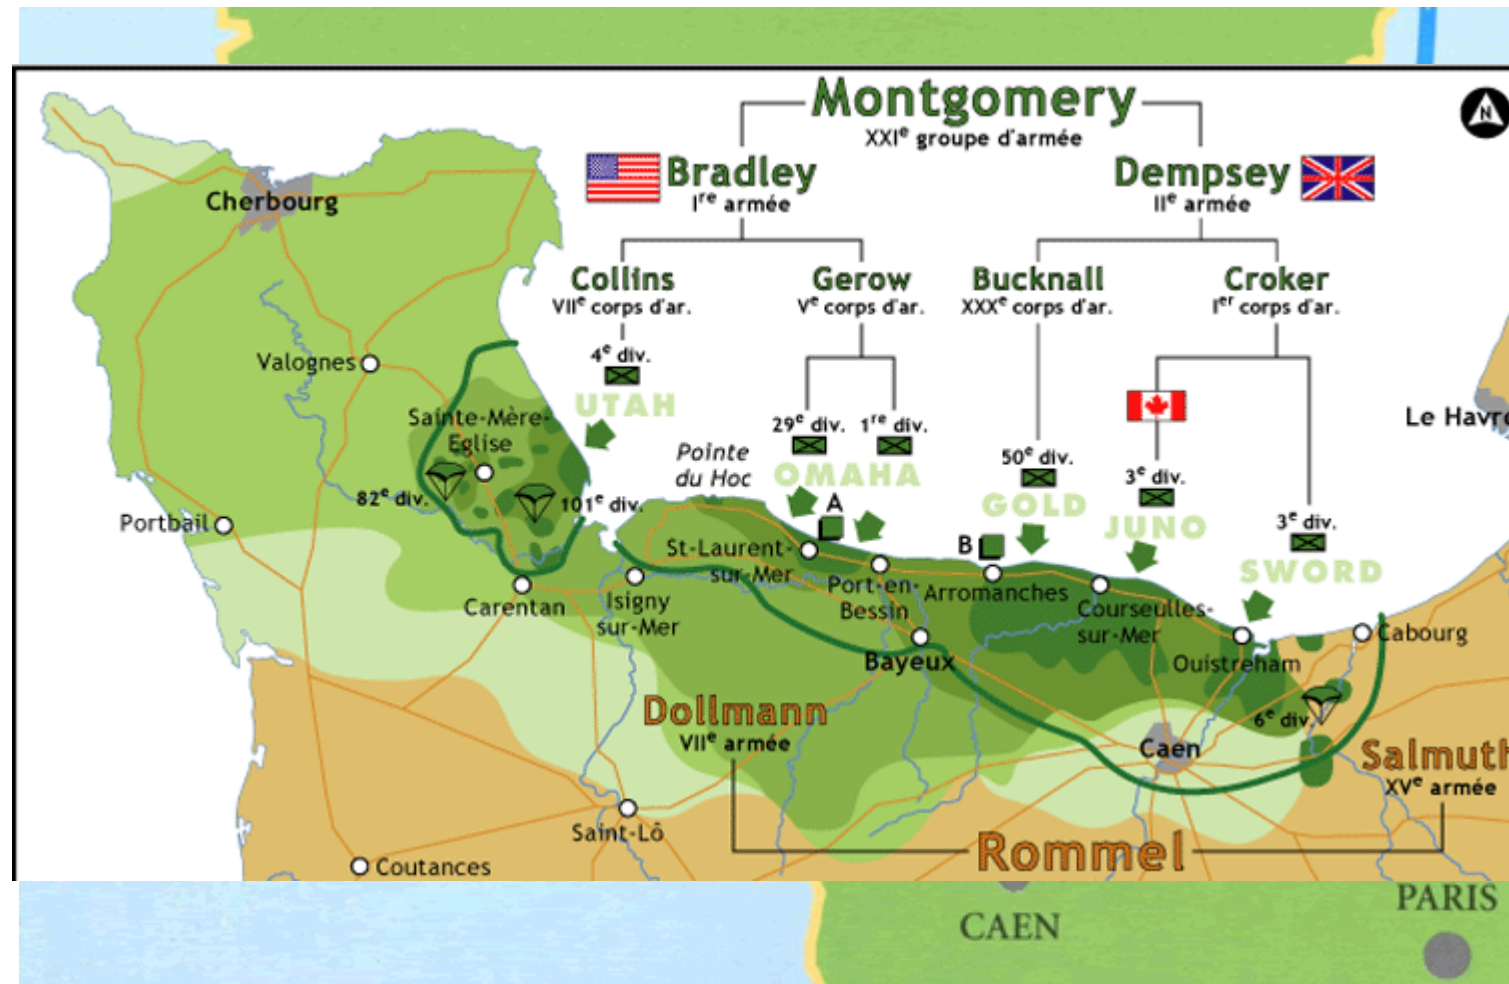 Montgomery
XXIᵉ groupe d'armée
Bradley
Iʳᵉ armée
Dempsey
IIᵉ armée
N
Cherbourg
Collins
VIIᵉ corps d'ar.
Gerow
Vᵉ corps d'ar.
Bucknall
XXXᵉ corps d'ar.
Croker
Iᵉʳ corps d'ar.
Valognes
4ᵉ div.
UTAH
Sainte-Mère-
Eglise
82ᵉ div.
101ᵉ div.
Pointe
du Hoc
29ᵉ div.
1ʳᵉ div.
OMAHA
A
50ᵉ div.
GOLD
B
3ᵉ div.
JUNO
3ᵉ div.
SWORD
Le Havre
Portbail
Carentan
Isigny
sur-Mer
St-Laurent-
sur-Mer
Port-en-
Bessin
Arromanches
Courseulles-
sur-Mer
Ouistreham
Cabourg
Bayeux
6ᵉ div.
Caen
Dollmann
VIIᵉ armée
Salmuth
XVᵉ armée
Rommel
Saint-Lô
Coutances
CAEN
PARIS